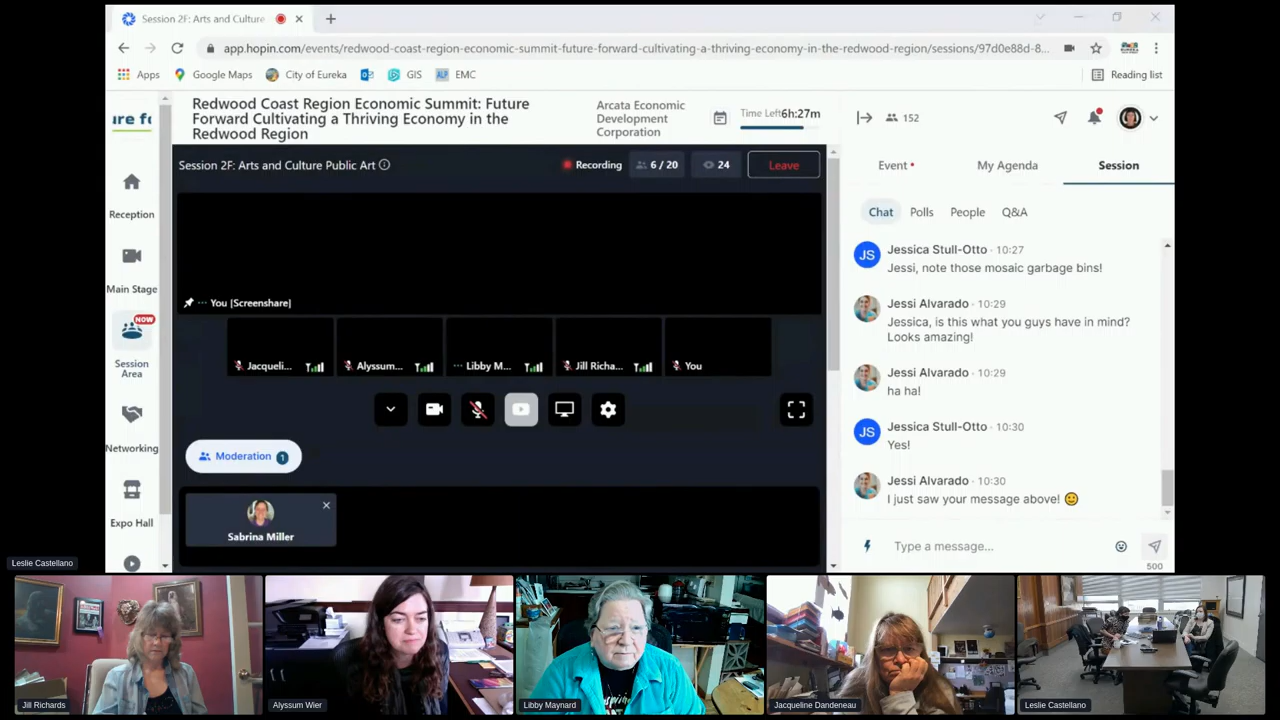 Session 2F: Arts and Culture
app.hopin.com/events/redwood-coast-region-economic-summit-future-forward-cultivating-a-thriving-economy-in-the-redwood-region/sessions/97d0e88d-8...
Apps
Google Maps
City of Eureka
GIS
EMC
Reading list
ure fo
Redwood Coast Region Economic Summit: Future
Forward Cultivating a Thriving Economy in the
Redwood Region
Arcata Economic
Development
Corporation
Time Left 6h:27m
152
Session 2F: Arts and Culture Public Art
Recording
6 / 20
24
Leave
Event
My Agenda
Session
Chat
Polls
People
Q&A
Reception
Main Stage
NOW
Session
Area
Networking
Expo Hall
You |Screenshare|
Jacqueli...
Alyssum...
Libby M...
Jill Richa...
You
Moderation 1
Sabrina Miller
JS
Jessica Stull-Otto · 10:27
Jessi, note those mosaic garbage bins!
Jessi Alvarado · 10:29
Jessica, is this what you guys have in mind?
Looks amazing!
Jessi Alvarado · 10:29
ha ha!
JS
Jessica Stull-Otto · 10:30
Yes!
Jessi Alvarado · 10:30
I just saw your message above! 🙂
Type a message...
500
Leslie Castellano
Jill Richards
Alyssum Wier
Libby Maynard
Jacqueline Dandeneau
Leslie Castellano